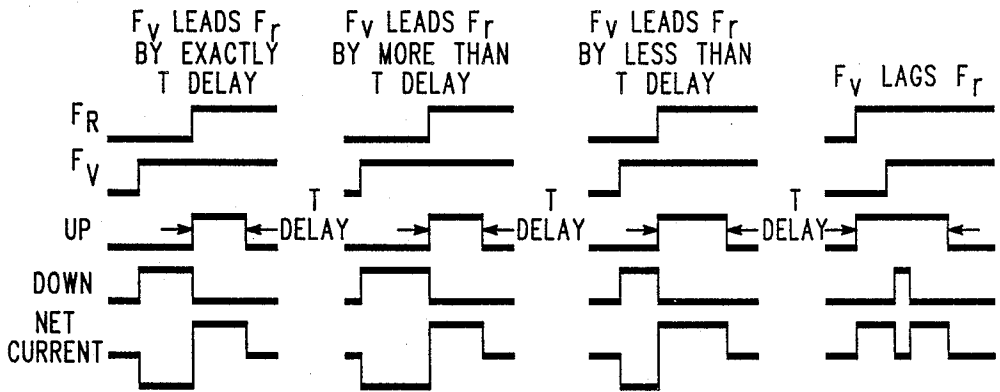 Fv LEADS Fr
BY EXACTLY
T DELAY
Fv LEADS Fr
BY MORE THAN
T DELAY
Fv LEADS Fr
BY LESS THAN
T DELAY
Fv LAGS Fr
FR
FV
UP
T
DELAY
T
DELAY
T
DELAY
DOWN
NET
CURRENT